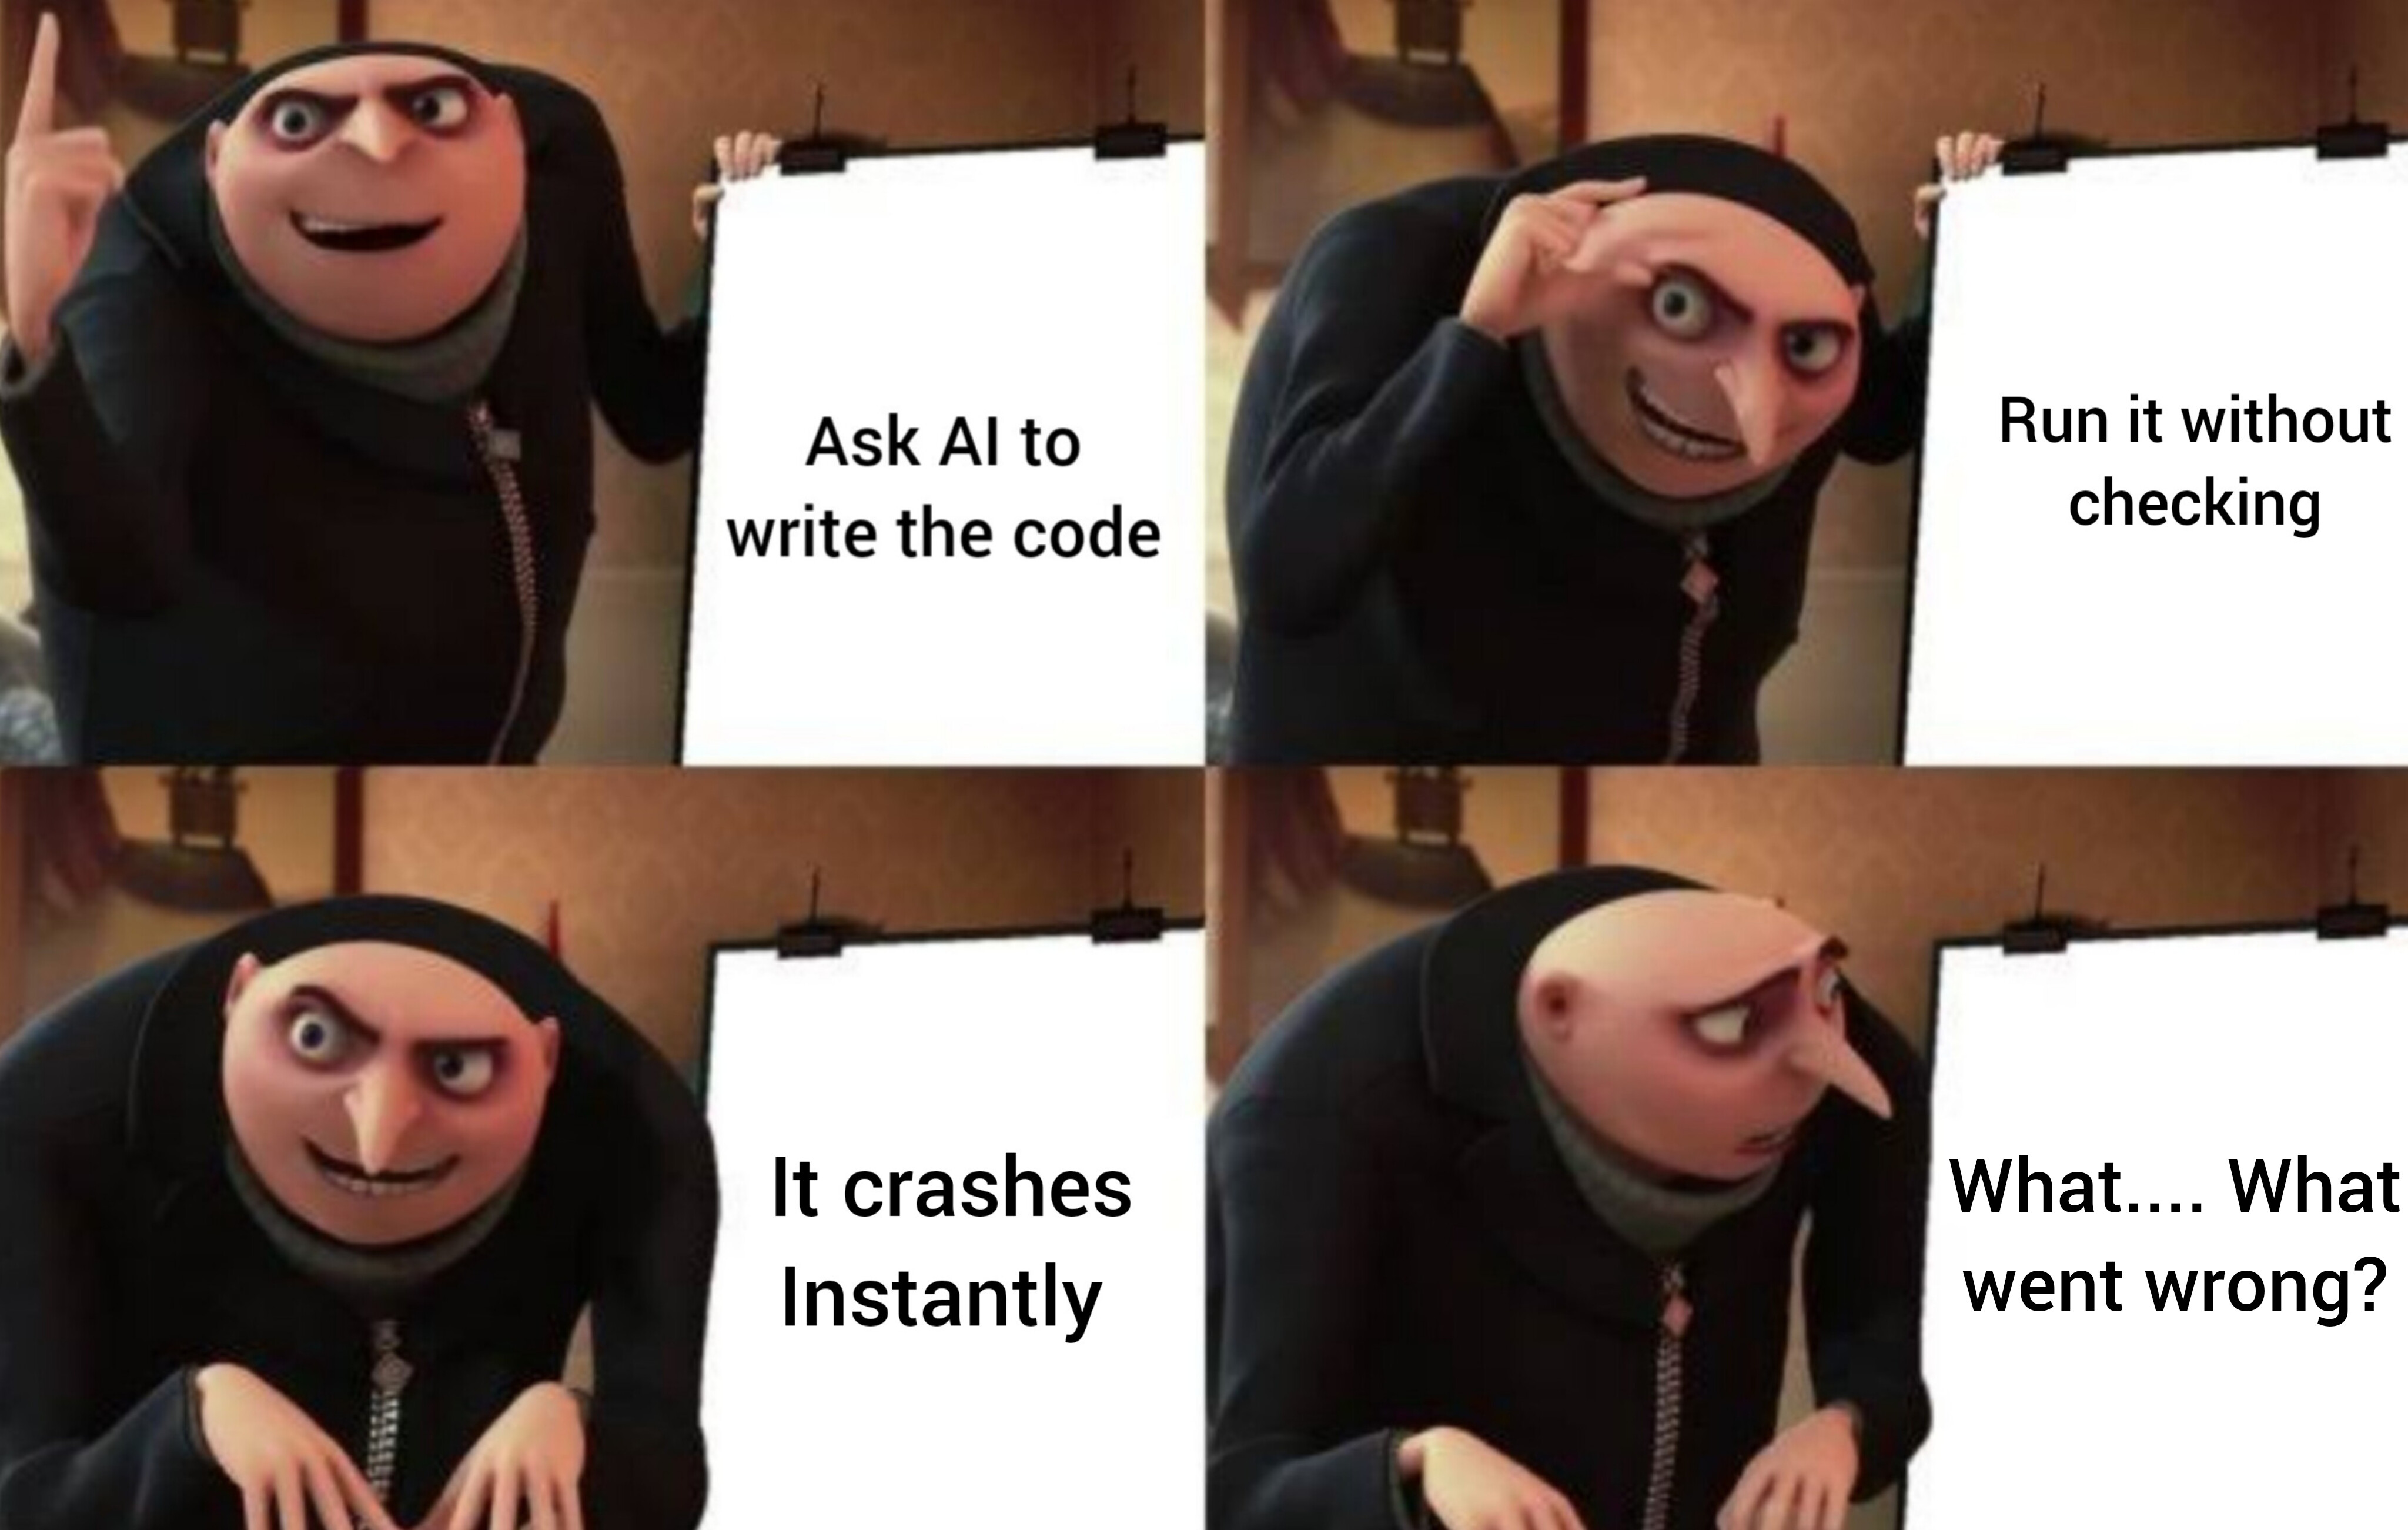 Ask AI to
write the code
Run it without
checking
It crashes
Instantly
What.... What
went wrong?